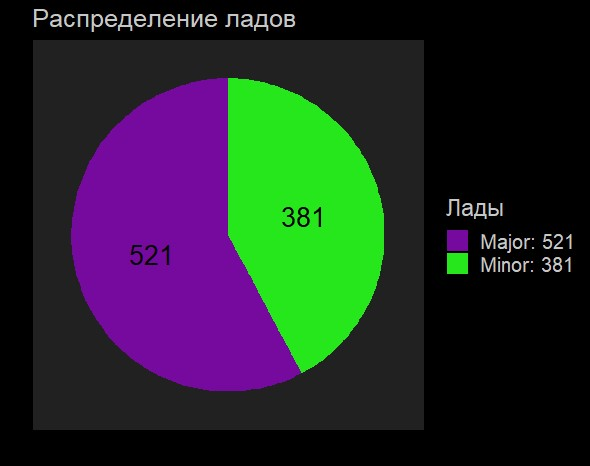 Распределение ладов
381
521
Лады
Major: 521
Minor: 381